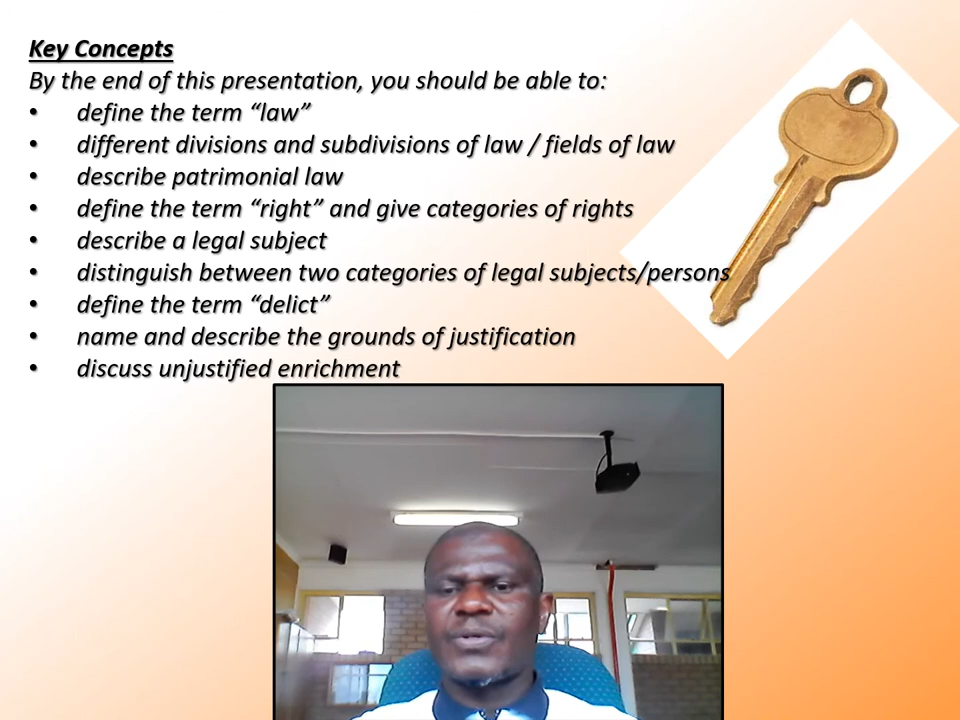 Key Concepts
By the end of this presentation, you should be able to:
• define the term “law”
• different divisions and subdivisions of law / fields of law
• describe patrimonial law
• define the term “right” and give categories of rights
• describe a legal subject
• distinguish between two categories of legal subjects/persons
• define the term “delict”
• name and describe the grounds of justification
• discuss unjustified enrichment